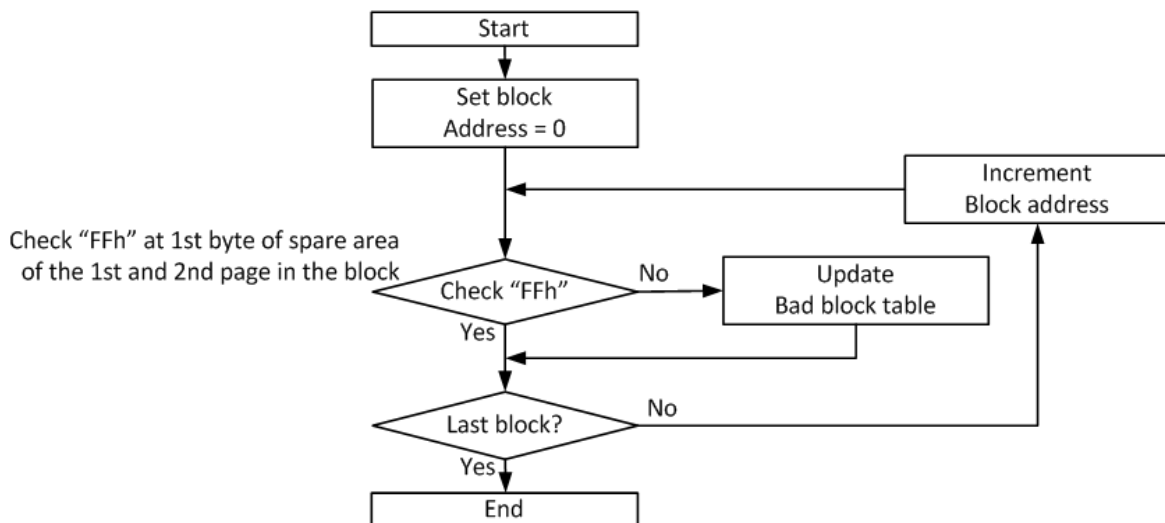 Start
Set block
Address = 0
Increment
Block address
Check “FFh” at 1st byte of spare area
of the 1st and 2nd page in the block
Check “FFh”
No
Update
Bad block table
Yes
Last block?
No
Yes
End